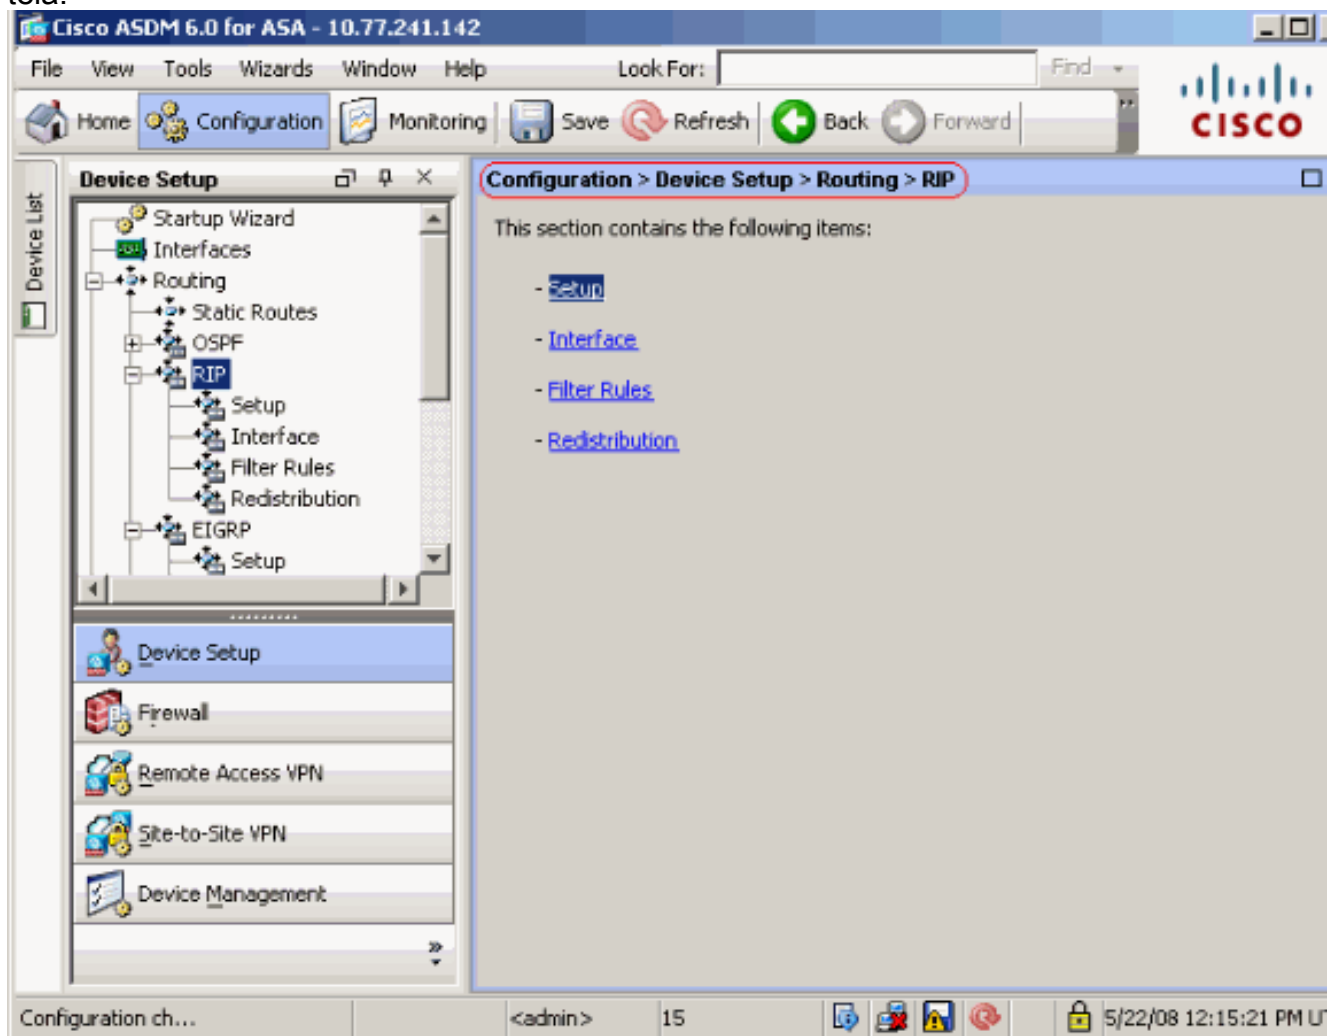 tela.
Cisco ASDM 6.0 for ASA - 10.77.241.142
File View Tools Wizards Window Help Look For: Find
Home Configuration Monitoring Save Refresh Back Forward
CISCO
Device List
Device Setup
Startup Wizard
Interfaces
Routing
Static Routes
OSPF
RIP
Setup
Interface
Filter Rules
Redistribution
EIGRP
Setup
Device Setup
Firewall
Remote Access VPN
Site-to-Site VPN
Device Management
Configuration > Device Setup > Routing > RIP
This section contains the following items:
- Setup
- Interface
- Filter Rules
- Redistribution
Configuration ch... <admin> 15 5/22/08 12:15:21 PM